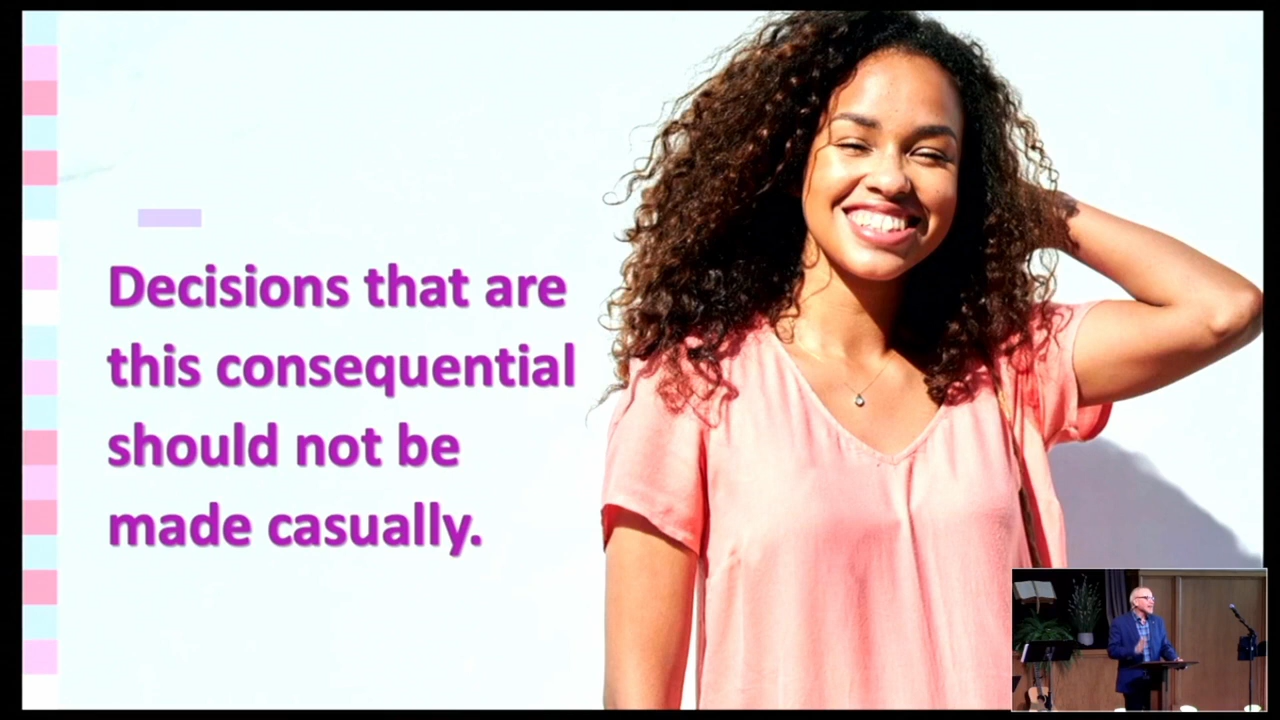 Decisions that are
this consequential
should not be
made casually.